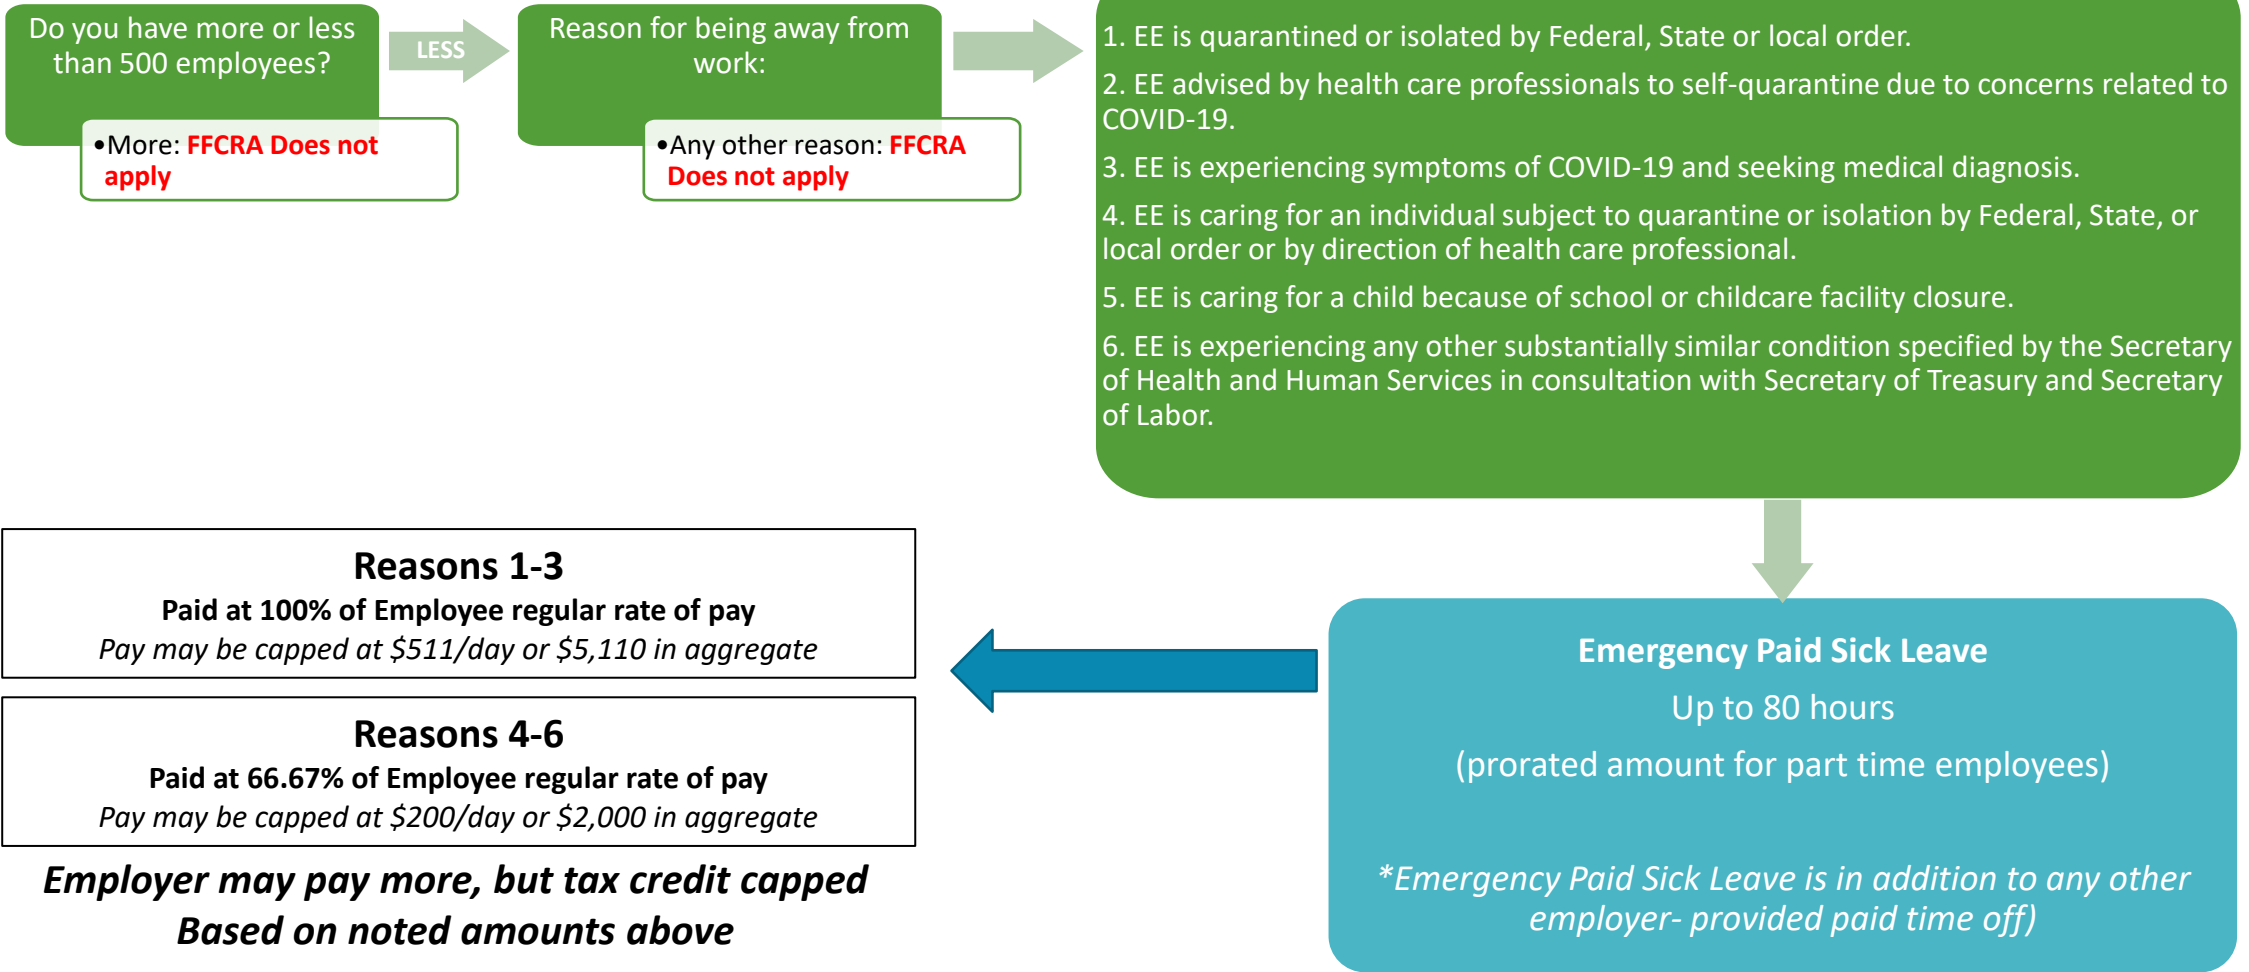 Do you have more or less
than 500 employees?
•More: FFCRA Does not
apply
LESS
Reason for being away from
work:
•Any other reason: FFCRA
Does not apply
1. EE is quarantined or isolated by Federal, State or local order.
2. EE advised by health care professionals to self-quarantine due to concerns related to
COVID-19.
3. EE is experiencing symptoms of COVID-19 and seeking medical diagnosis.
4. EE is caring for an individual subject to quarantine or isolation by Federal, State, or
local order or by direction of health care professional.
5. EE is caring for a child because of school or childcare facility closure.
6. EE is experiencing any other substantially similar condition specified by the Secretary
of Health and Human Services in consultation with Secretary of Treasury and Secretary
of Labor.
Emergency Paid Sick Leave
Up to 80 hours
(prorated amount for part time employees)
*Emergency Paid Sick Leave is in addition to any other
employer- provided paid time off)
Reasons 1-3
Paid at 100% of Employee regular rate of pay
Pay may be capped at $511/day or $5,110 in aggregate
Reasons 4-6
Paid at 66.67% of Employee regular rate of pay
Pay may be capped at $200/day or $2,000 in aggregate
Employer may pay more, but tax credit capped
Based on noted amounts above